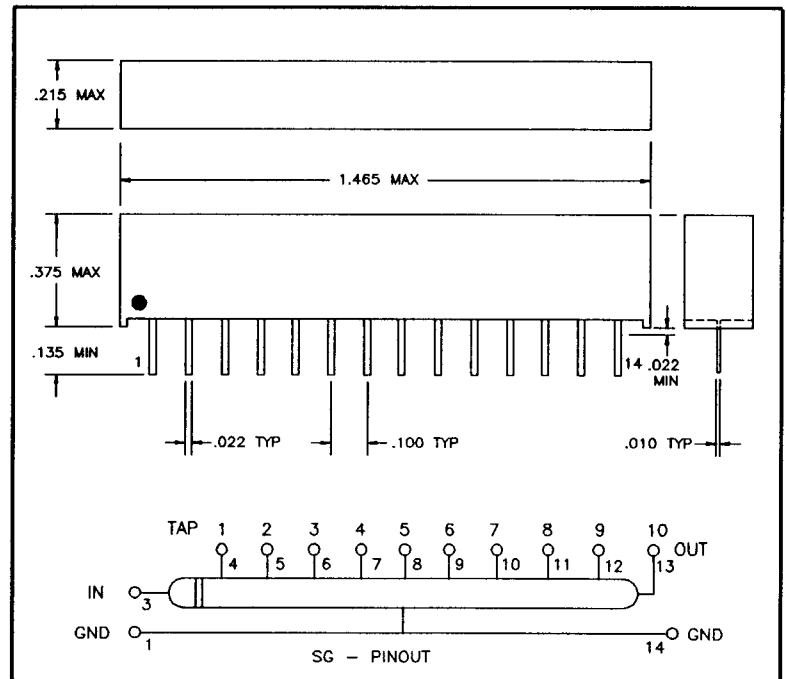 .215 MAX
1.465 MAX
.375 MAX
.135 MIN
1
14
.022
MIN
.022 TYP
.100 TYP
.010 TYP
TAP 1 2 3 4 5 6 7 8 9 10
OUT
4 5 6 7 8 9 10 11 12 13
IN
3
GND
1
14
GND
SG – PINOUT